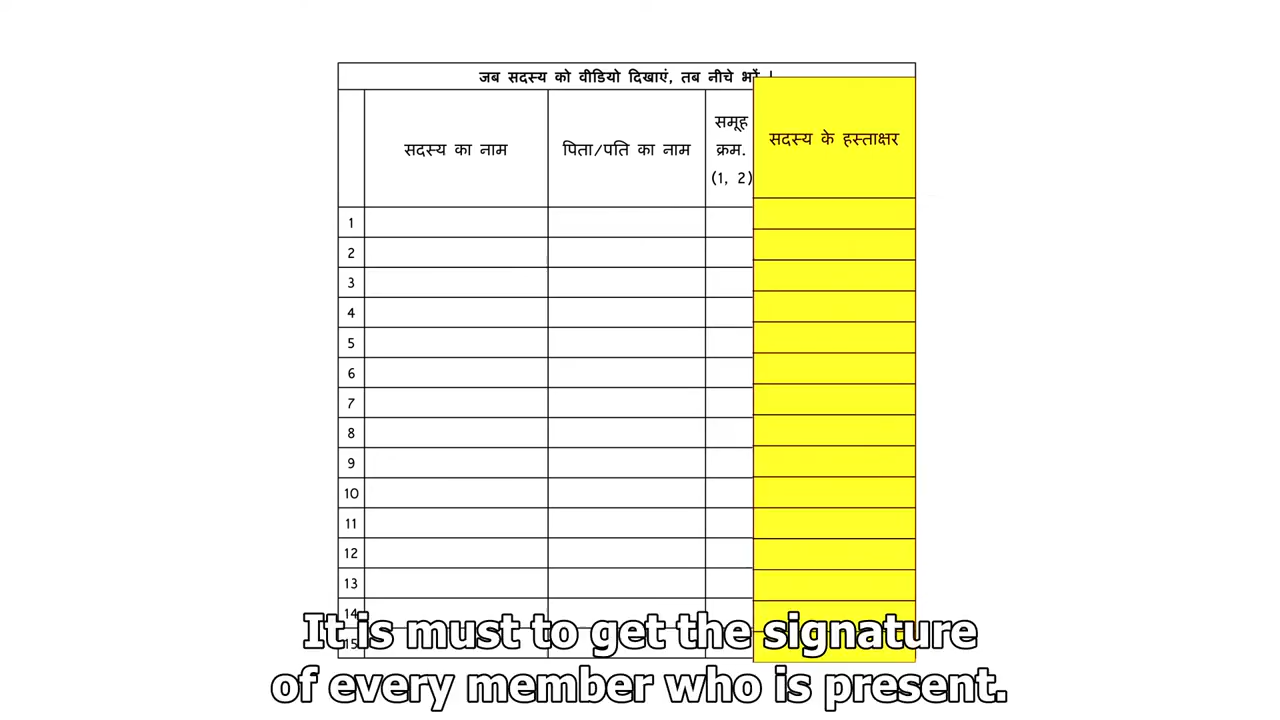 जब सदस्य को वीडियो दिखाएं, तब नीचे भरें ।
सदस्य का नाम
पिता/पति का नाम
समूह
क्रम.
(1, 2)
सदस्य के हस्ताक्षर
1
2
3
4
5
6
7
8
9
10
11
12
13
14
15
It is must to get the signature
of every member who is present.